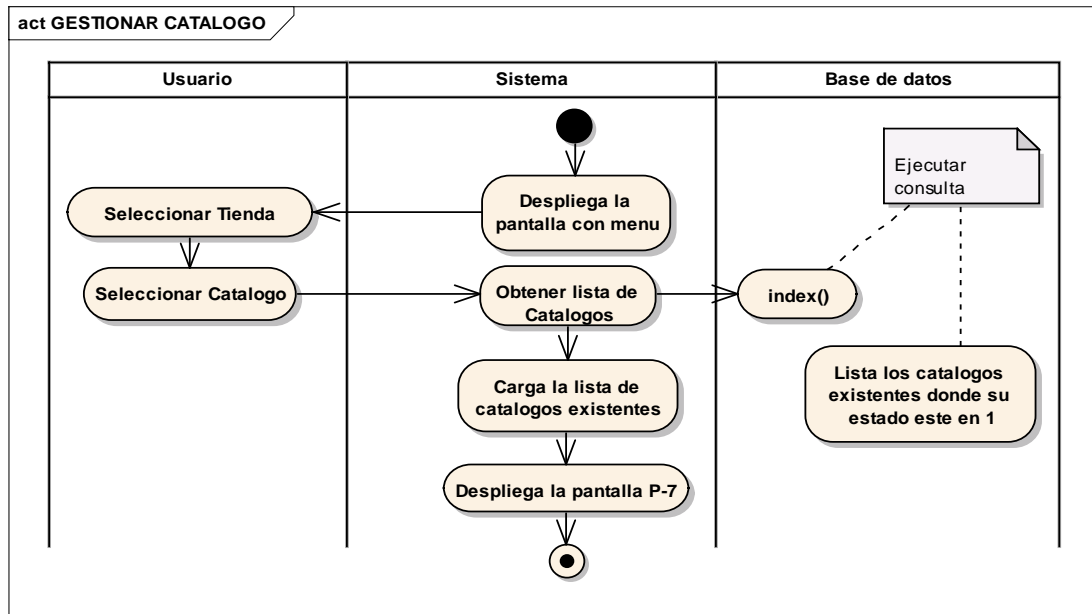 act GESTIONAR CATALOGO
Usuario
Sistema
Base de datos
Ejecutar
consulta
Despliega la
pantalla con menu
Seleccionar Tienda
Seleccionar Catalogo
Obtener lista de
Catalogos
index()
Carga la lista de
catalogos existentes
Lista los catalogos
existentes donde su
estado este en 1
Despliega la pantalla P-7